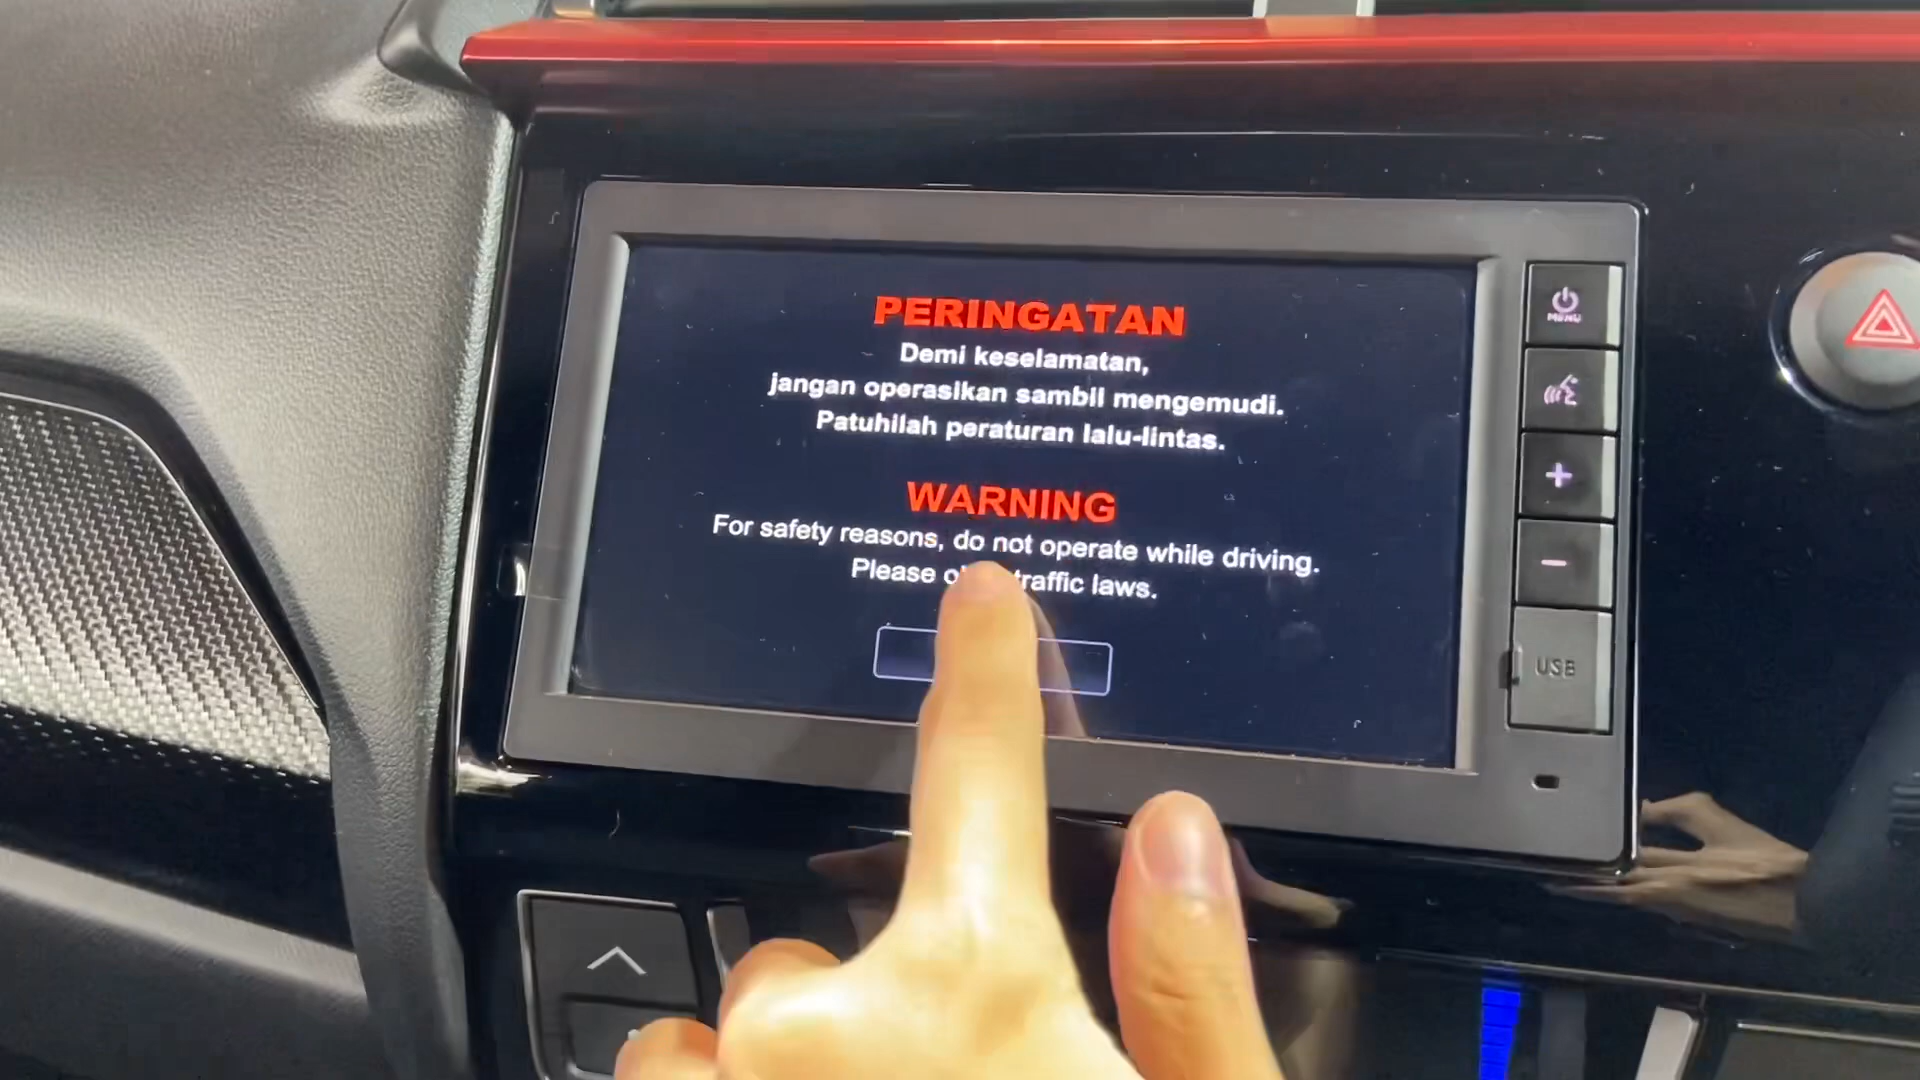 PERINGATAN
Demi keselamatan,
jangan operasikan sambil mengemudi.
Patuhilah peraturan lalu-lintas.
WARNING
For safety reasons, do not operate while driving.
Please traffic laws.
MENU
USB